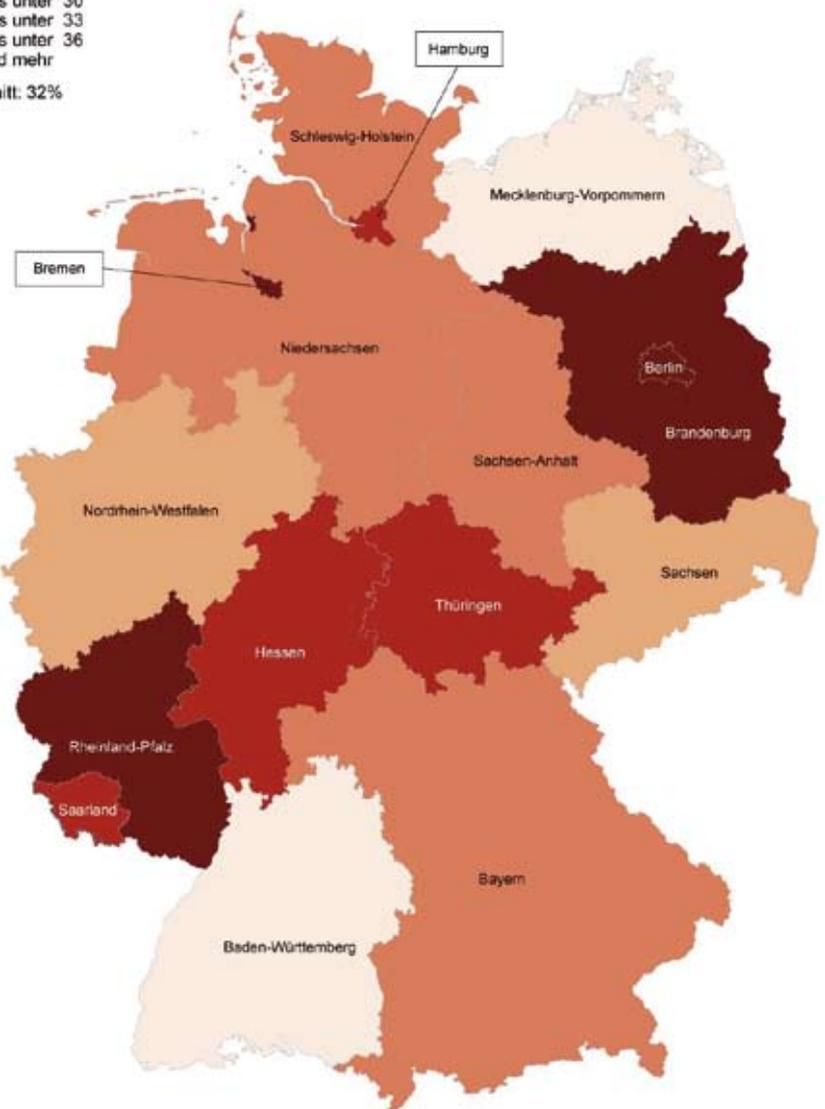 unter 30
unter 33
unter 36
mehr
32%
Hamburg
Schleswig-Holstein
Mecklenburg-Vorpommern
Bremen
Niedersachsen
Berlin
Brandenburg
Sachsen-Anhalt
Nordrhein-Westfalen
Sachsen
Thüringen
Hessen
Rheinland-Pfalz
Saarland
Bayern
Baden-Württemberg